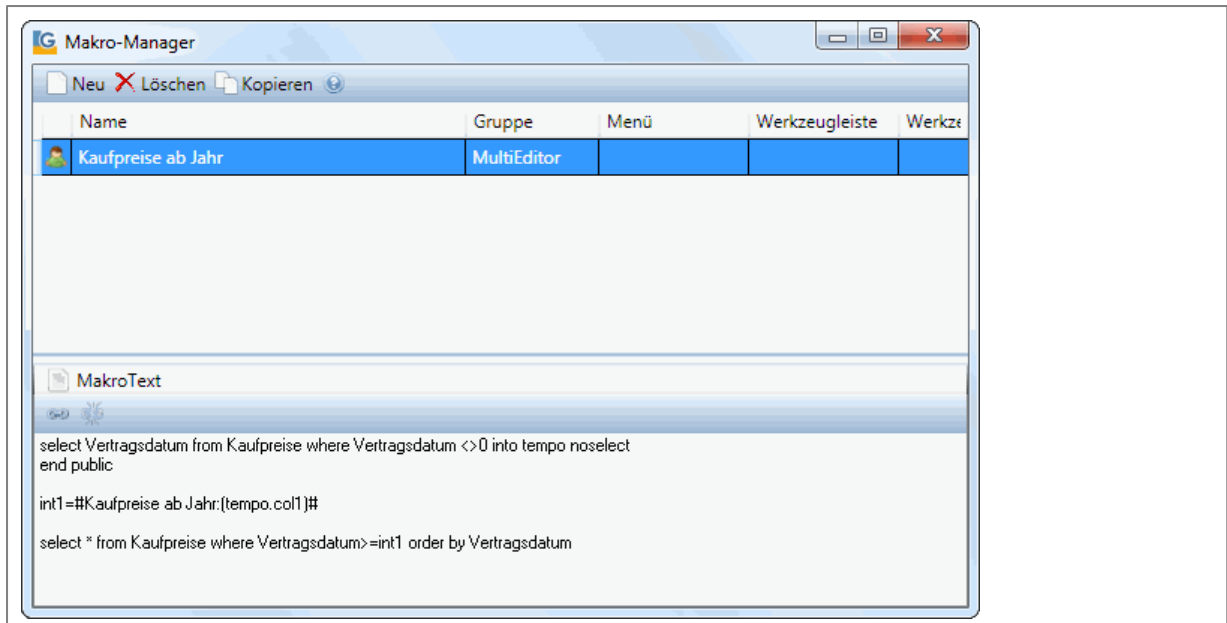 G Makro-Manager
Neu Löschen Kopieren
Name Gruppe Menü Werkzeugleiste Werkze
Kaufpreise ab Jahr MultiEditor
MakroText
select Vertragsdatum from Kaufpreise where Vertragsdatum <>0 into tempo noselect
end public
int1=#Kaufpreise ab Jahr:(tempo.col1)#
select * from Kaufpreise where Vertragsdatum>=int1 order by Vertragsdatum